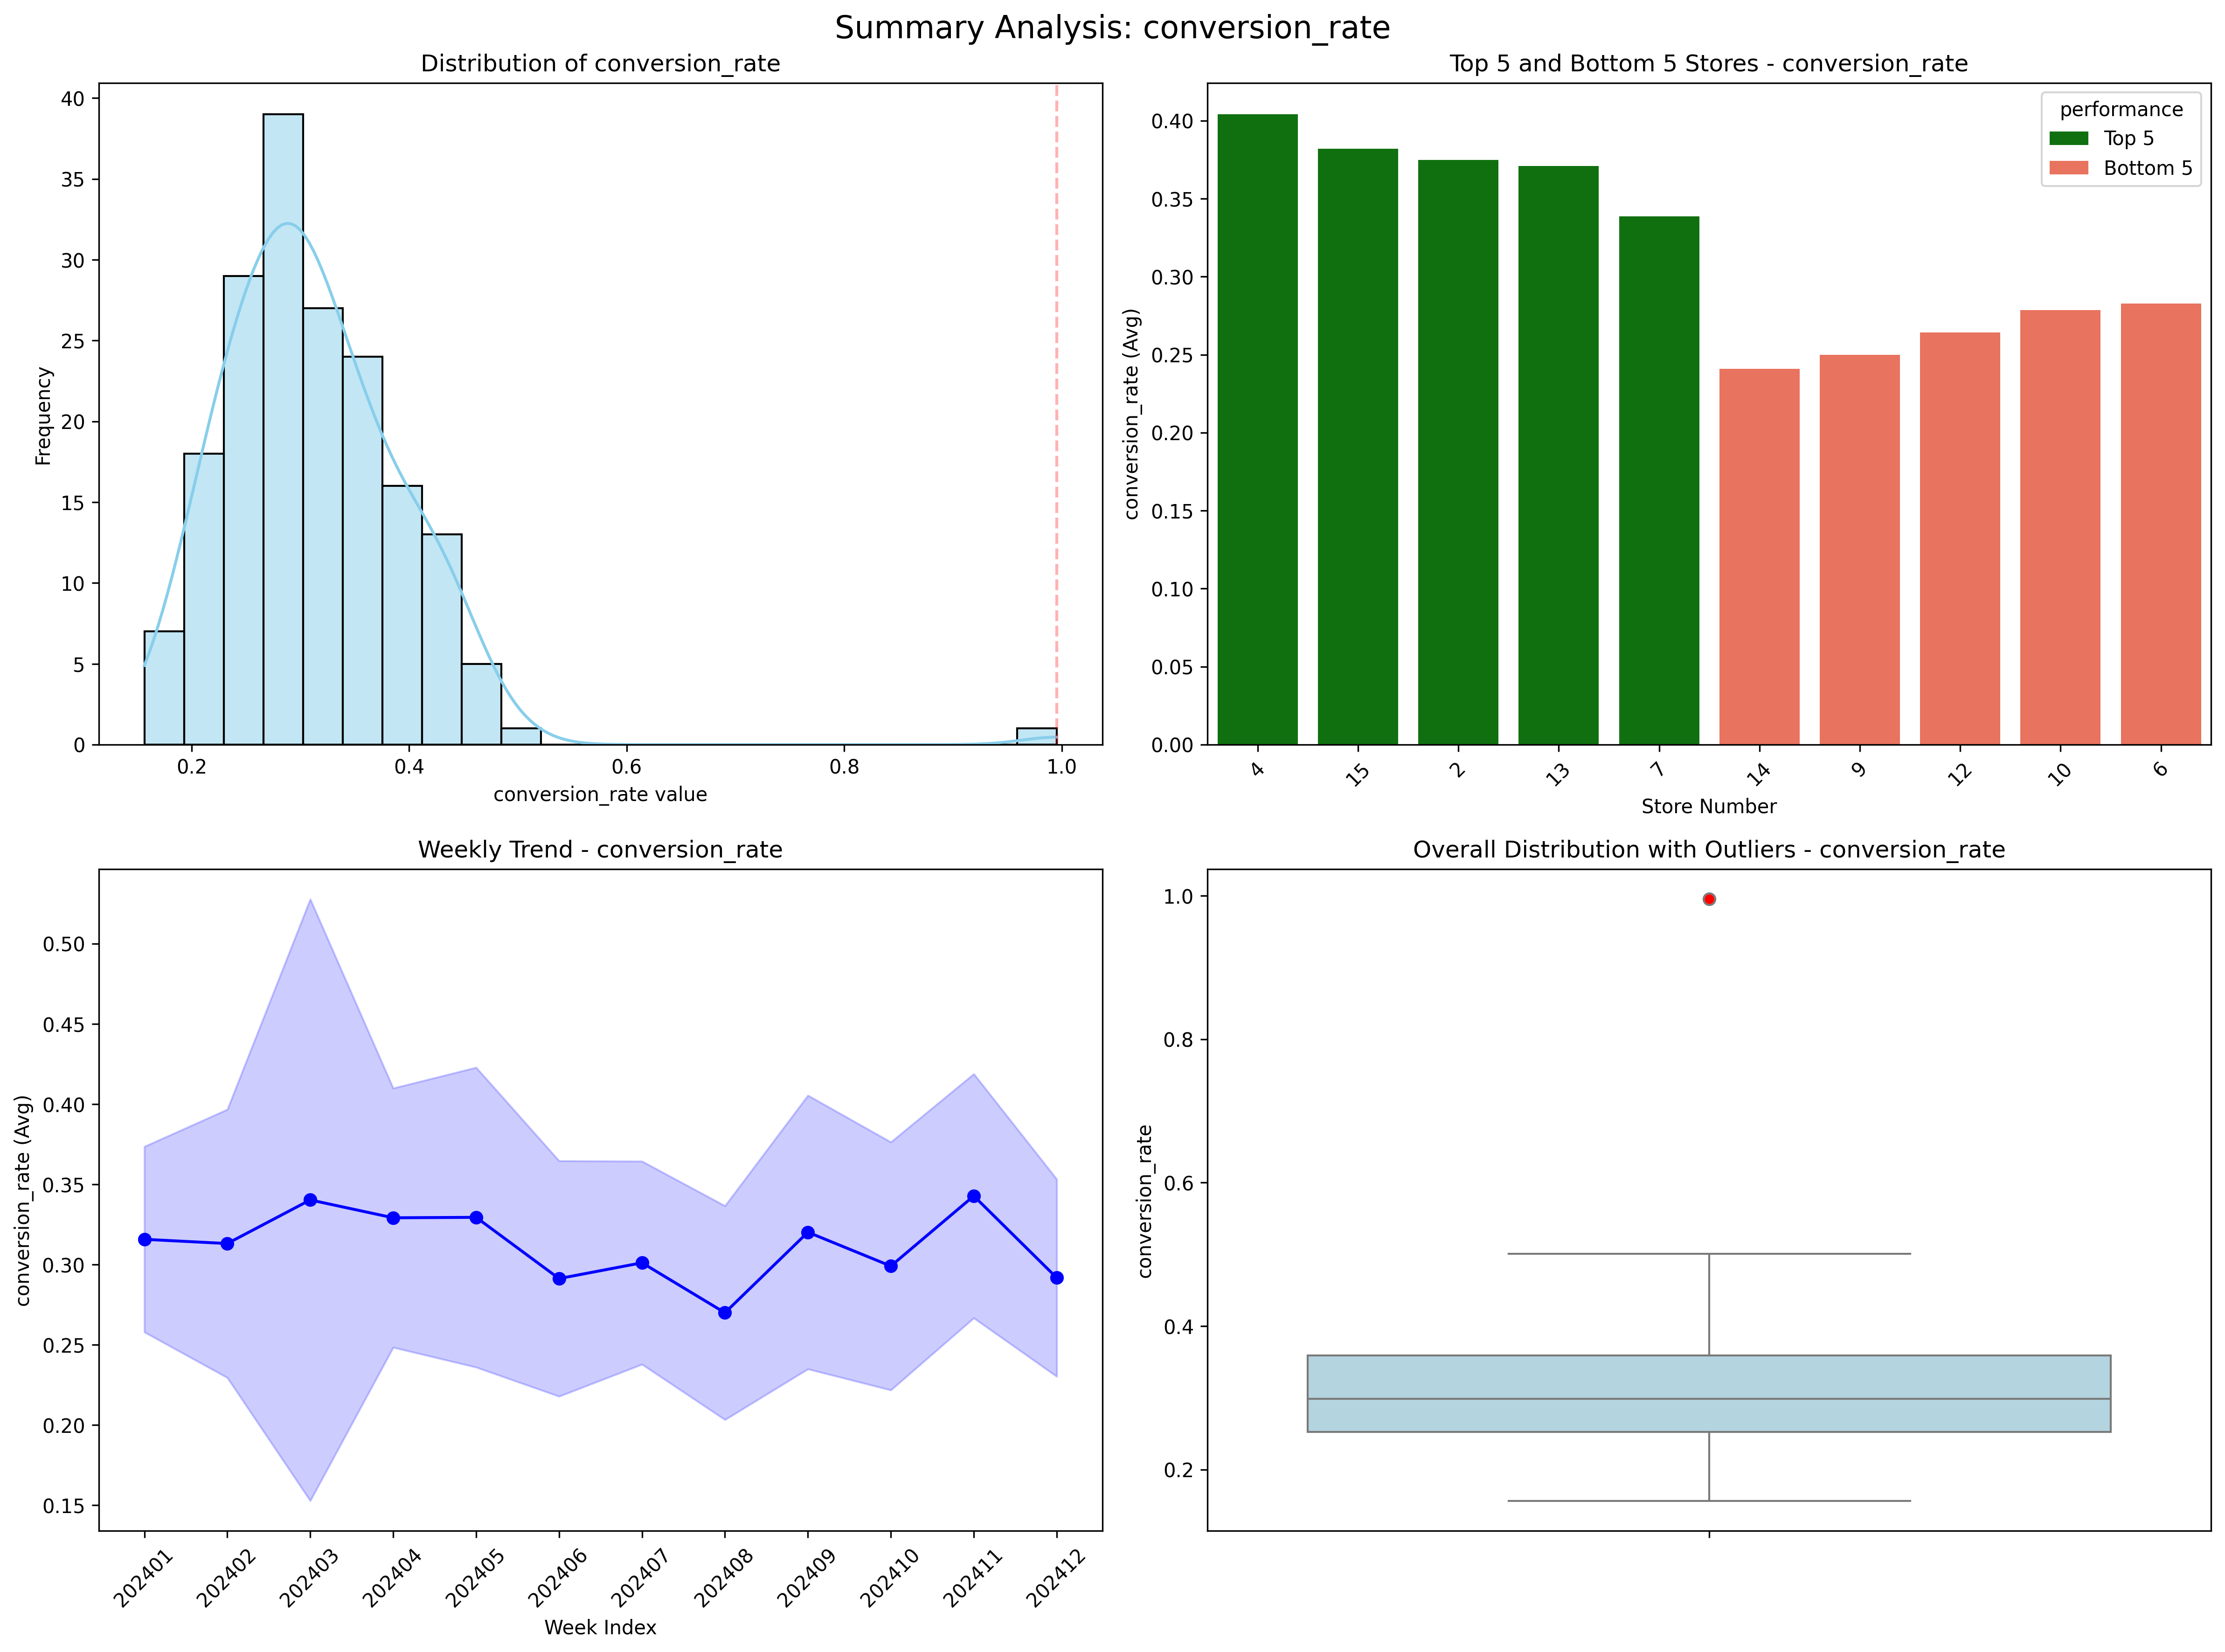 Summary Analysis: conversion_rate
Distribution of conversion_rate
Frequency
40
35
30
25
20
15
10
5
0
0.2 0.4 0.6 0.8 1.0
conversion_rate value
Top 5 and Bottom 5 Stores - conversion_rate
performance
Top 5
Bottom 5
conversion_rate (Avg)
0.40
0.35
0.30
0.25
0.20
0.15
0.10
0.05
0.00
4 15 2 13 7 14 9 12 10 6
Store Number
Weekly Trend - conversion_rate
conversion_rate (Avg)
0.50
0.45
0.40
0.35
0.30
0.25
0.20
0.15
202401 202402 202403 202404 202405 202406 202407 202408 202409 202410 202411 202412
Week Index
Overall Distribution with Outliers - conversion_rate
conversion_rate
1.0
0.8
0.6
0.4
0.2